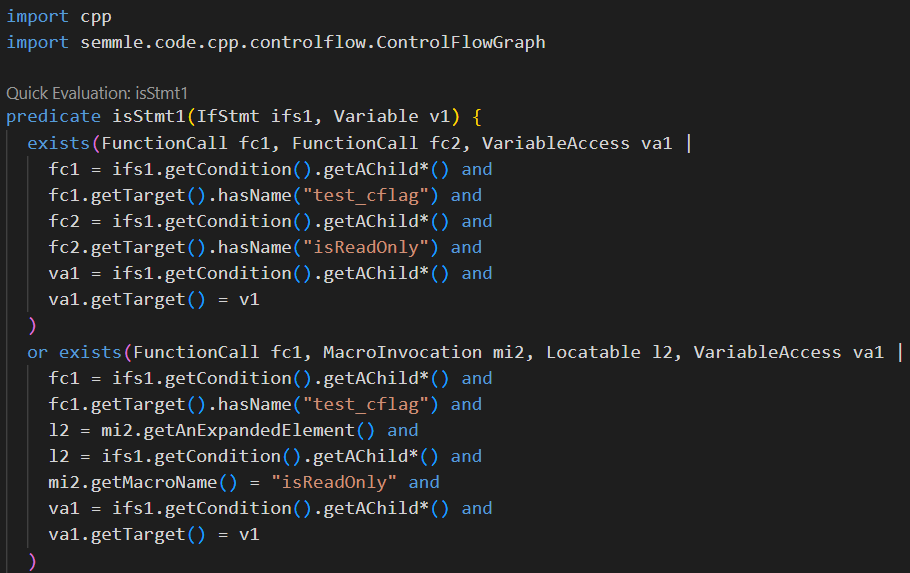 import cpp
import semmle.code.cpp.controlflow.ControlFlowGraph
Quick Evaluation: isStmt1
predicate isStmt1(IfStmt ifs1, Variable v1) {
  exists(FunctionCall fc1, FunctionCall fc2, VariableAccess va1 |
    fc1 = ifs1.getCondition().getAChild*() and
    fc1.getTarget().hasName("test_cflag") and
    fc2 = ifs1.getCondition().getAChild*() and
    fc2.getTarget().hasName("isReadOnly") and
    va1 = ifs1.getCondition().getAChild*() and
    va1.getTarget() = v1
  )
  or exists(FunctionCall fc1, MacroInvocation mi2, Locatable l2, VariableAccess va1 |
    fc1 = ifs1.getCondition().getAChild*() and
    fc1.getTarget().hasName("test_cflag") and
    l2 = mi2.getAnExpandedElement() and
    l2 = ifs1.getCondition().getAChild*() and
    mi2.getMacroName() = "isReadOnly" and
    va1 = ifs1.getCondition().getAChild*() and
    va1.getTarget() = v1
  )